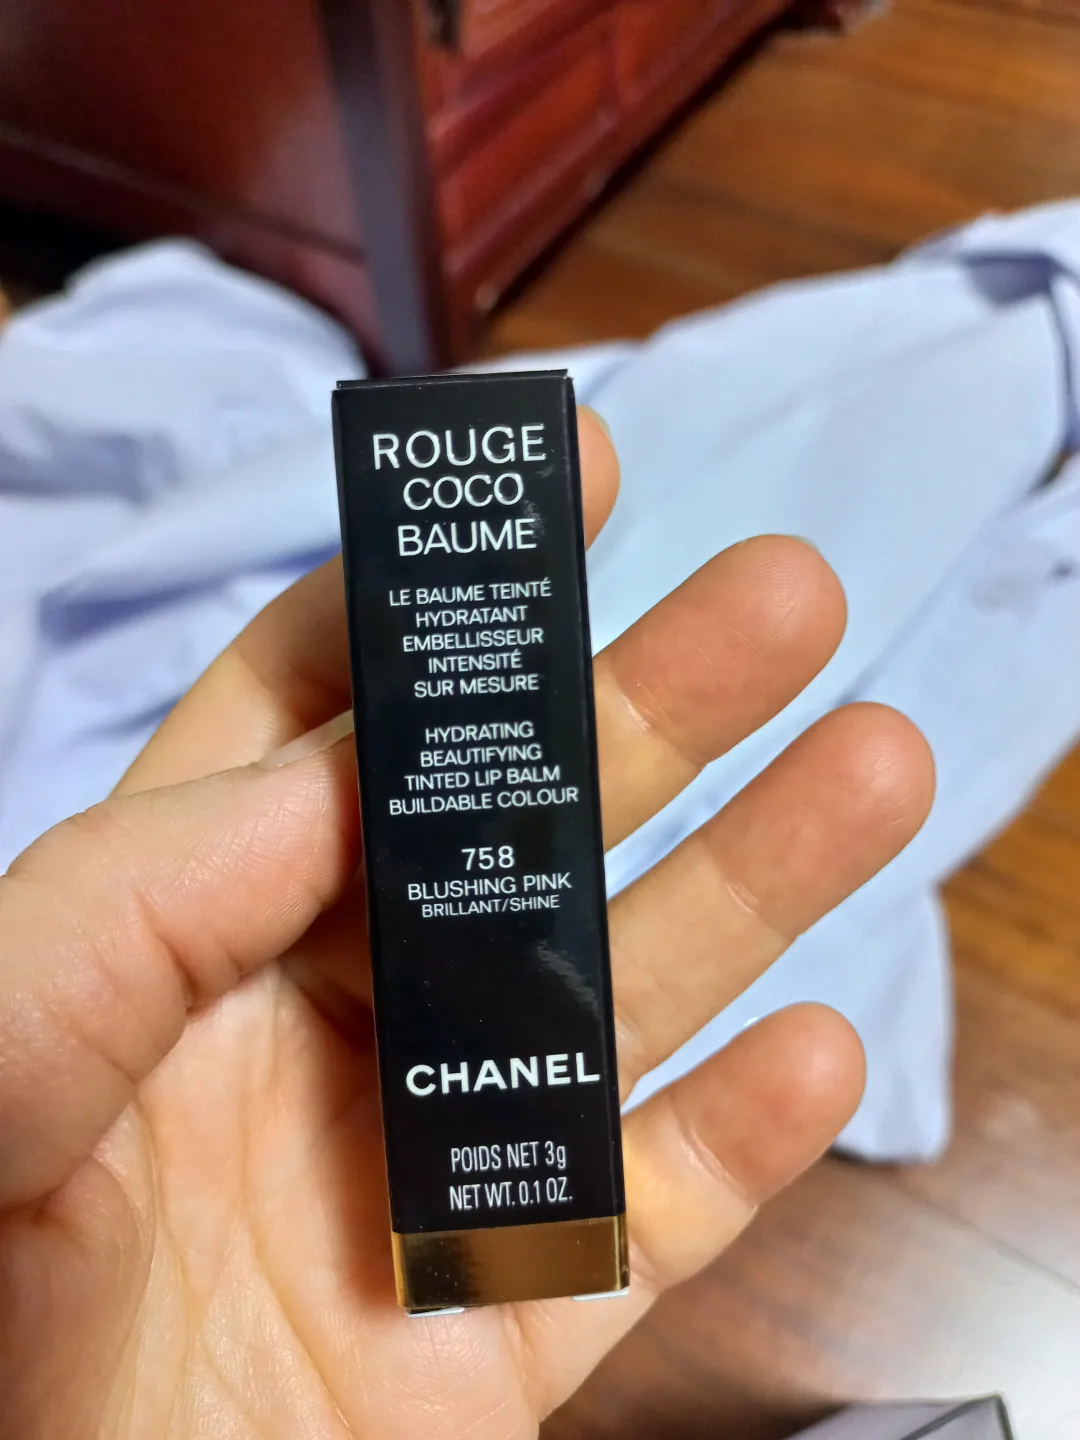 ROUGE
COCO
BAUME
LE BAUME TEINTÉ
HYDRATANT
EMBELLISSEUR
INTENSITÉ
SUR MESURE
HYDRATING
BEAUTIFYING
TINTED LIP BALM
BUILDABLE COLOUR
758
BLUSHING PINK
BRILLANT/SHINE
CHANEL
POIDS NET 3g
NET WT. 0.1 OZ.